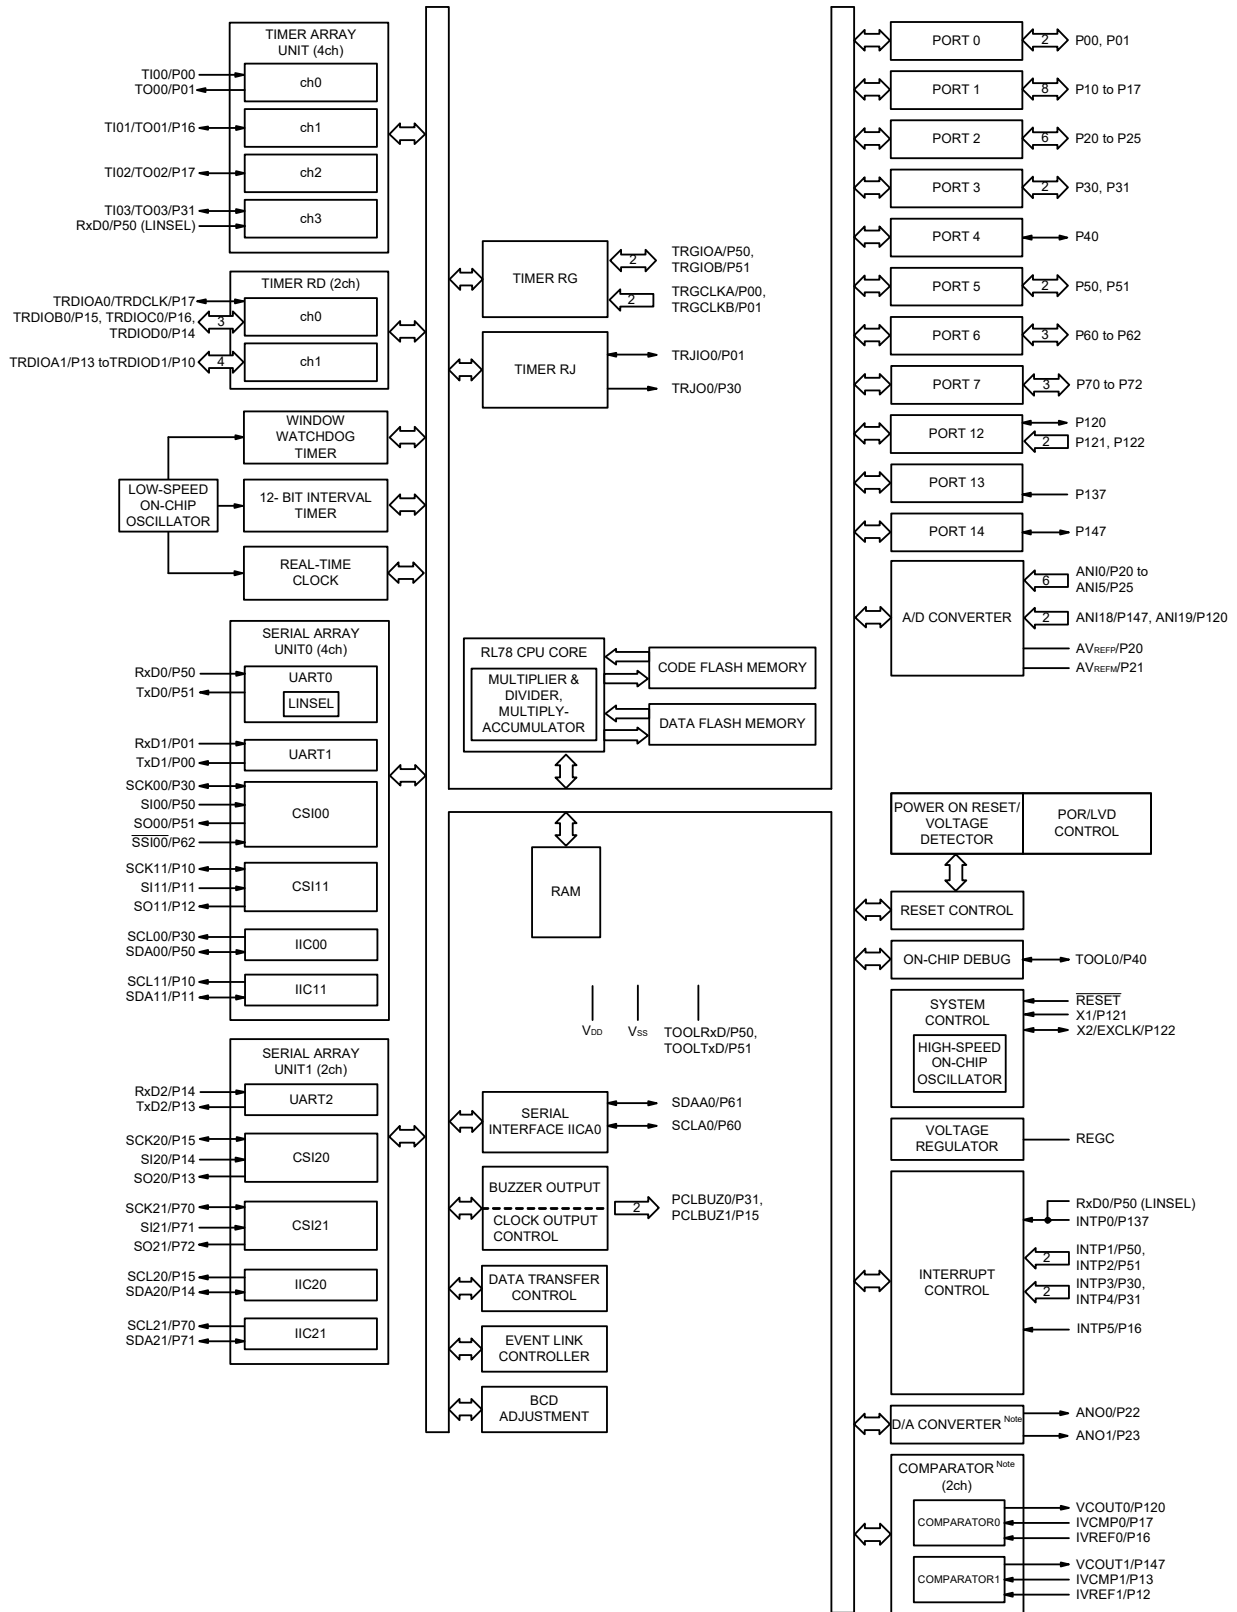 TIMER ARRAY
UNIT (4ch)
TI00/P00
TO00/P01
ch0
TI01/TO01/P16
ch1
TI02/TO02/P17
ch2
TI03/TO03/P31
RxD0/P50 (LINSEL)
ch3
TIMER RD (2ch)
TRDIOA0/TRDCLK/P17
TRDIOB0/P15, TRDIOC0/P16,
TRDIOD0/P14
3
ch0
TRDIOA1/P13 toTRDIOD1/P10
4
ch1
WINDOW
WATCHDOG
TIMER
LOW-SPEED
ON-CHIP
OSCILLATOR
12- BIT INTERVAL
TIMER
REAL-TIME
CLOCK
SERIAL ARRAY
UNIT0 (4ch)
RxD0/P50
TxD0/P51
UART0
LINSEL
RxD1/P01
TxD1/P00
UART1
SCK00/P30
SI00/P50
SO00/P51
SSI00/P62
CSI00
SCK11/P10
SI11/P11
SO11/P12
CSI11
SCL00/P30
SDA00/P50
IIC00
SCL11/P10
SDA11/P11
IIC11
SERIAL ARRAY
UNIT1 (2ch)
RxD2/P14
TxD2/P13
UART2
SCK20/P15
SI20/P14
SO20/P13
CSI20
SCK21/P70
SI21/P71
SO21/P72
CSI21
SCL20/P15
SDA20/P14
IIC20
SCL21/P70
SDA21/P71
IIC21
TIMER RG
2
TRGIOA/P50,
TRGIOB/P51
2
TRGCLKA/P00,
TRGCLKB/P01
TIMER RJ
TRJIO0/P01
TRJO0/P30
RL78 CPU CORE
MULTIPLIER &
DIVIDER,
MULTIPLY-
ACCUMULATOR
CODE FLASH MEMORY
DATA FLASH MEMORY
RAM
VDD
VSS
TOOLRxD/P50,
TOOLTxD/P51
SERIAL
INTERFACE IICA0
SDAA0/P61
SCLA0/P60
BUZZER OUTPUT
CLOCK OUTPUT
CONTROL
2
PCLBUZ0/P31,
PCLBUZ1/P15
DATA TRANSFER
CONTROL
EVENT LINK
CONTROLLER
BCD
ADJUSTMENT
PORT 0
2
P00, P01
PORT 1
8
P10 to P17
PORT 2
6
P20 to P25
PORT 3
2
P30, P31
PORT 4
P40
PORT 5
2
P50, P51
PORT 6
3
P60 to P62
PORT 7
3
P70 to P72
PORT 12
P120
2
P121, P122
PORT 13
P137
PORT 14
P147
A/D CONVERTER
6
ANI0/P20 to
ANI5/P25
2
ANI18/P147, ANI19/P120
AVREFP/P20
AVREFM/P21
POWER ON RESET/
VOLTAGE
DETECTOR
POR/LVD
CONTROL
RESET CONTROL
ON-CHIP DEBUG
TOOL0/P40
SYSTEM
CONTROL
HIGH-SPEED
ON-CHIP
OSCILLATOR
RESET
X1/P121
X2/EXCLK/P122
VOLTAGE
REGULATOR
REGC
INTERRUPT
CONTROL
RxD0/P50 (LINSEL)
INTP0/P137
2
INTP1/P50,
INTP2/P51
2
INTP3/P30,
INTP4/P31
INTP5/P16
D/A CONVERTER Note
ANO0/P22
ANO1/P23
COMPARATOR Note
(2ch)
COMPARATOR0
VCOUT0/P120
IVCMP0/P17
IVREF0/P16
COMPARATOR1
VCOUT1/P147
IVCMP1/P13
IVREF1/P12